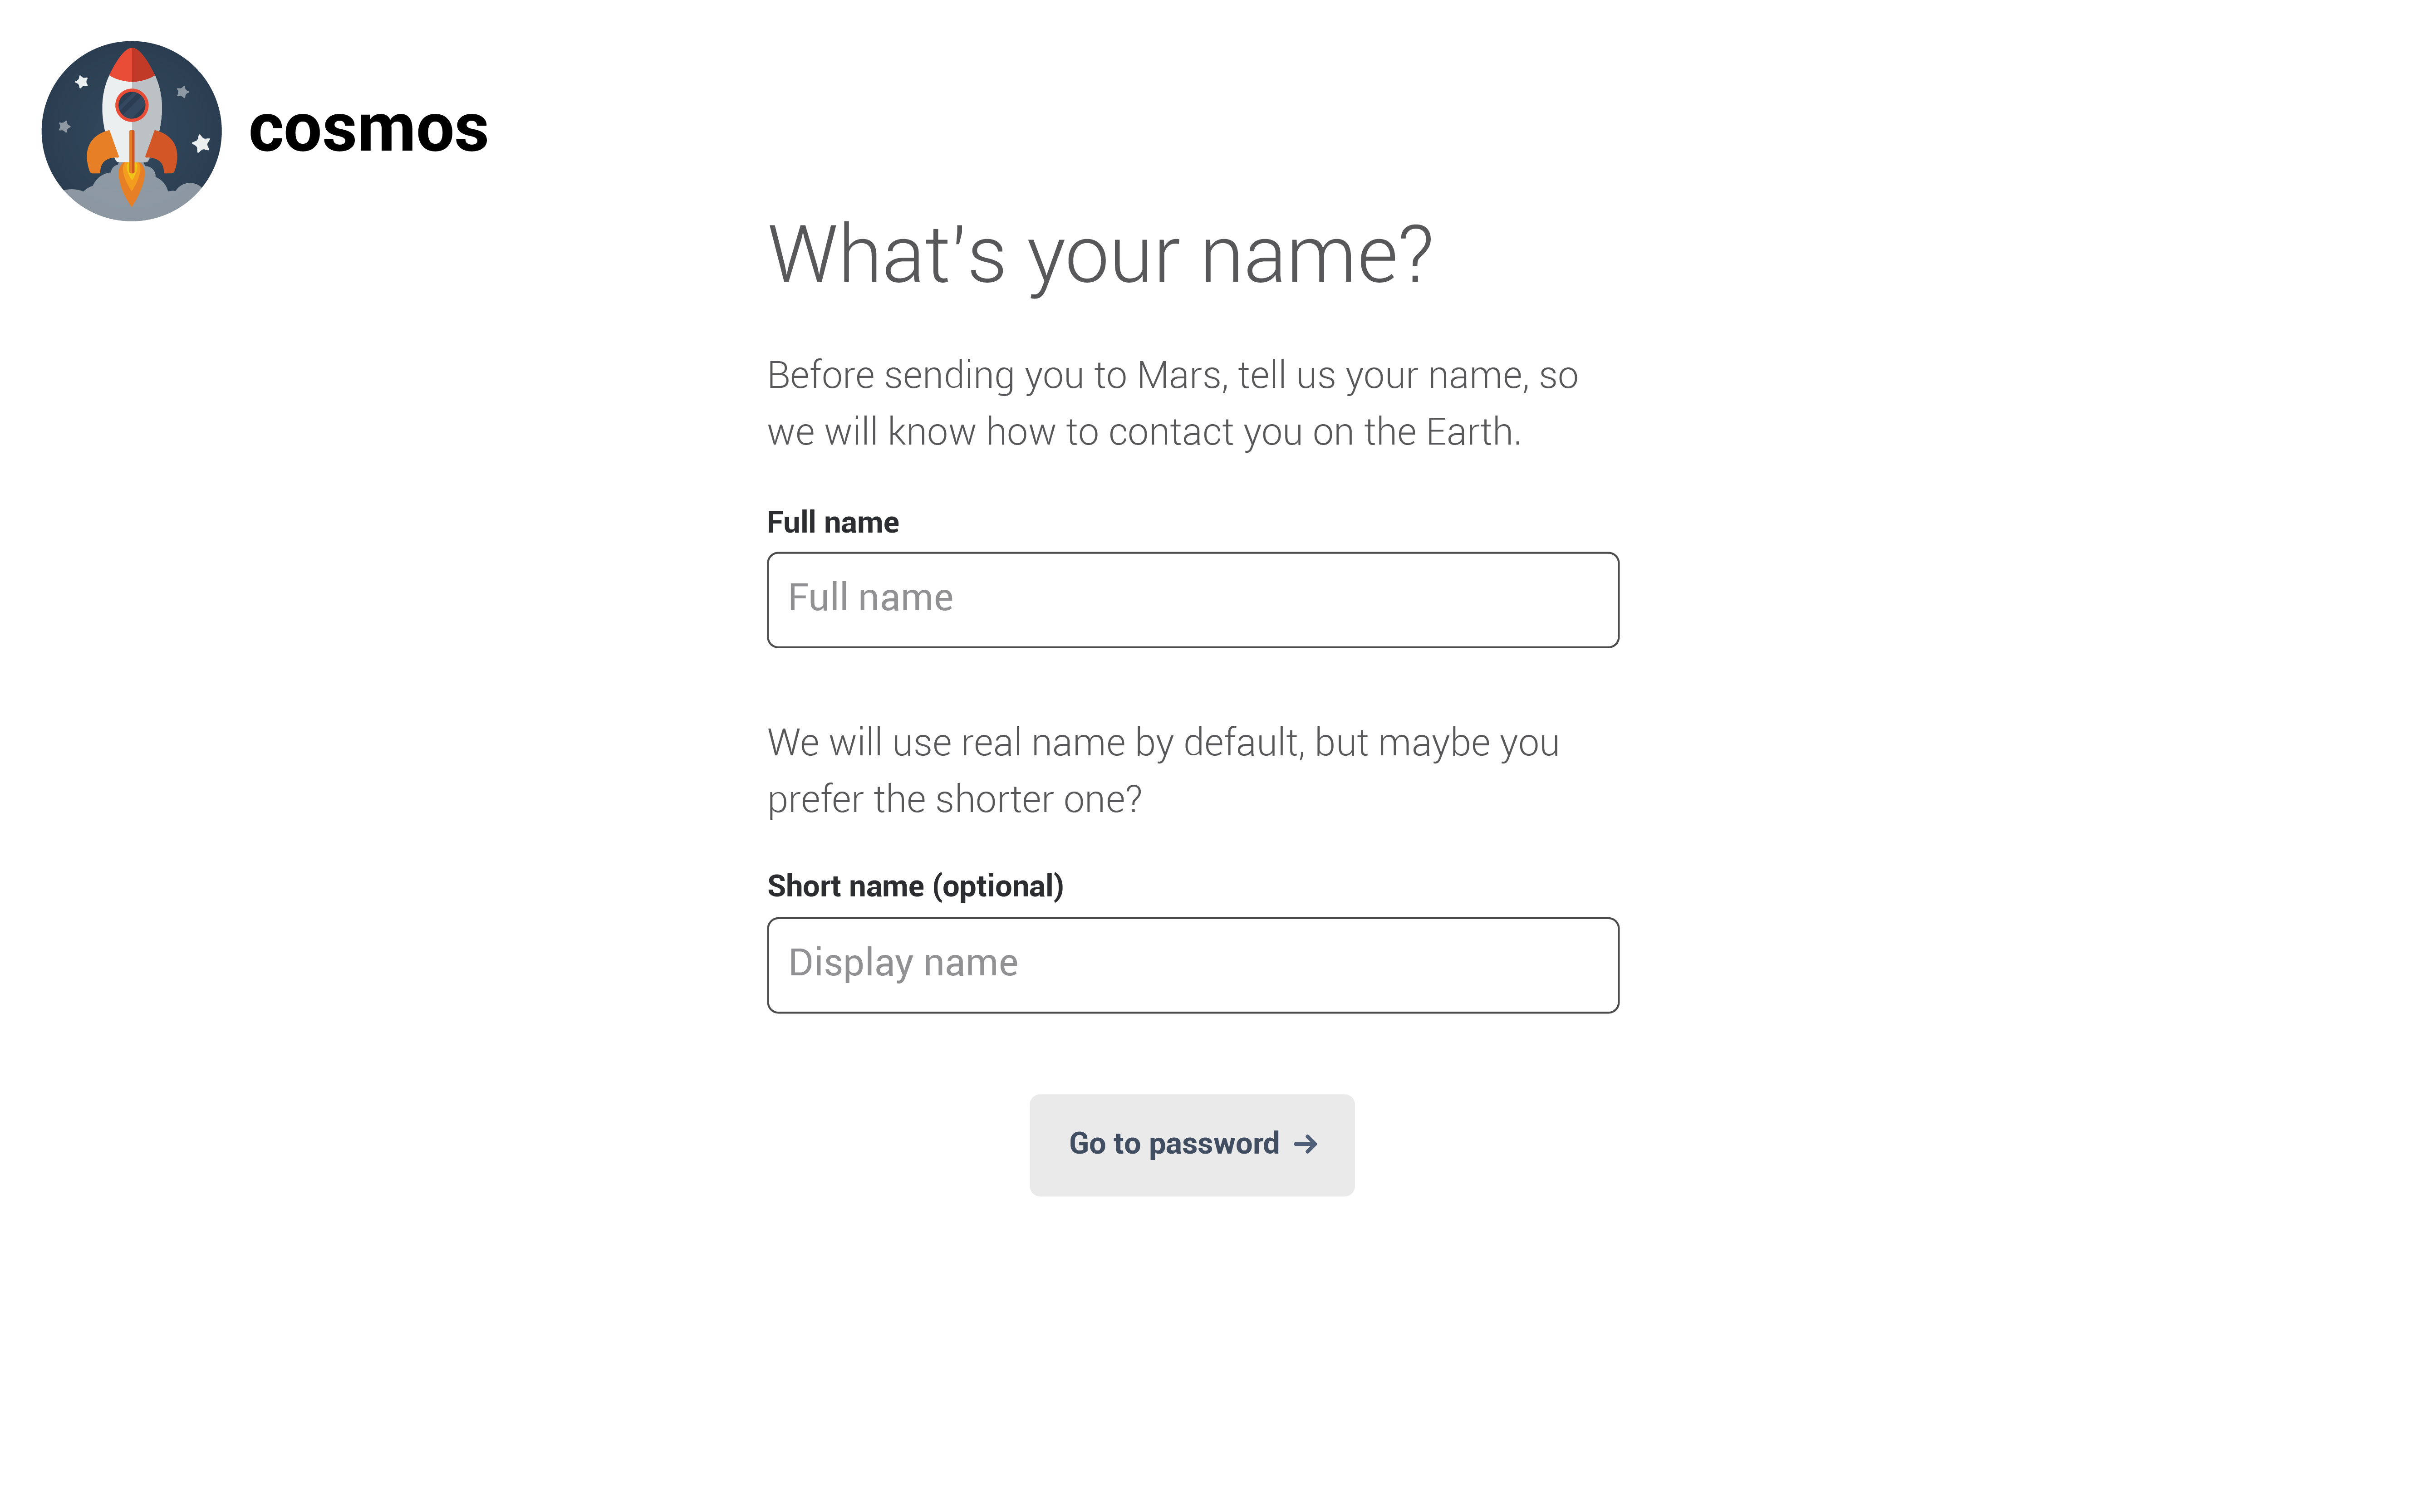 cosmos
What's your name?
Before sending you to Mars, tell us your name, so
we will know how to contact you on the Earth.
Full name
Full name
We will use real name by default, but maybe you
prefer the shorter one?
Short name (optional)
Display name
Go to password →